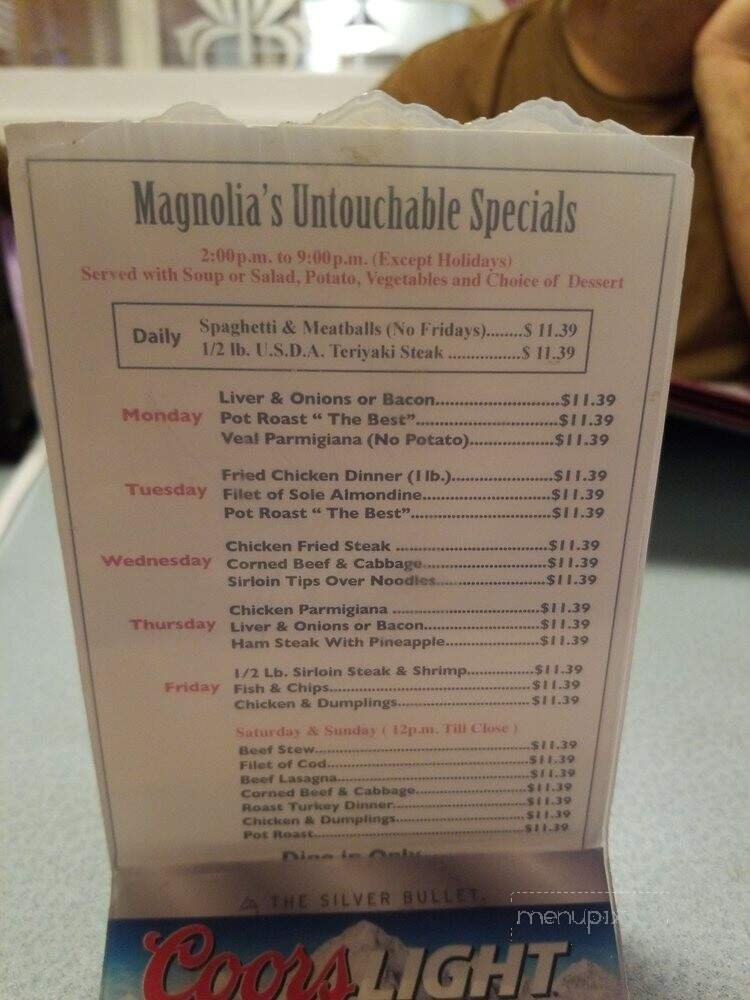 Magnolia's Untouchable Specials
2:00p.m. to 9:00p.m. (Except Holidays)
Served with Soup or Salad, Potato, Vegetables and Choice of Dessert
Daily
Spaghetti & Meatballs (No Fridays)........$ 11.39
1/2 lb. U.S.D.A. Teriyaki Steak ................$ 11.39
Monday
Liver & Onions or Bacon............................$11.39
Pot Roast “ The Best”................................$11.39
Veal Parmigiana (No Potato)...................$11.39
Tuesday
Fried Chicken Dinner (1lb.).......................$11.39
Filet of Sole Almondine.............................$11.39
Pot Roast “ The Best”................................$11.39
Wednesday
Chicken Fried Steak ..................................$11.39
Corned Beef & Cabbage............................$11.39
Sirloin Tips Over Noodles.........................$11.39
Thursday
Chicken Parmigiana ..................................$11.39
Liver & Onions or Bacon...........................$11.39
Ham Steak With Pineapple......................$11.39
Friday
1/2 Lb. Sirloin Steak & Shrimp................$11.39
Fish & Chips................................................$11.39
Chicken & Dumplings................................$11.39
Saturday & Sunday ( 12p.m. Till Close )
Beef Stew....................................................$11.39
Filet of Cod.................................................$11.39
Beef Lasagna...............................................$11.39
Corned Beef & Cabbage...........................$11.39
Roast Turkey Dinner.................................$11.39
Chicken & Dumplings................................$11.39
Pot Roast.....................................................$11.39
Dine in Only
THE SILVER BULLET.
Coors LIGHT
menupix